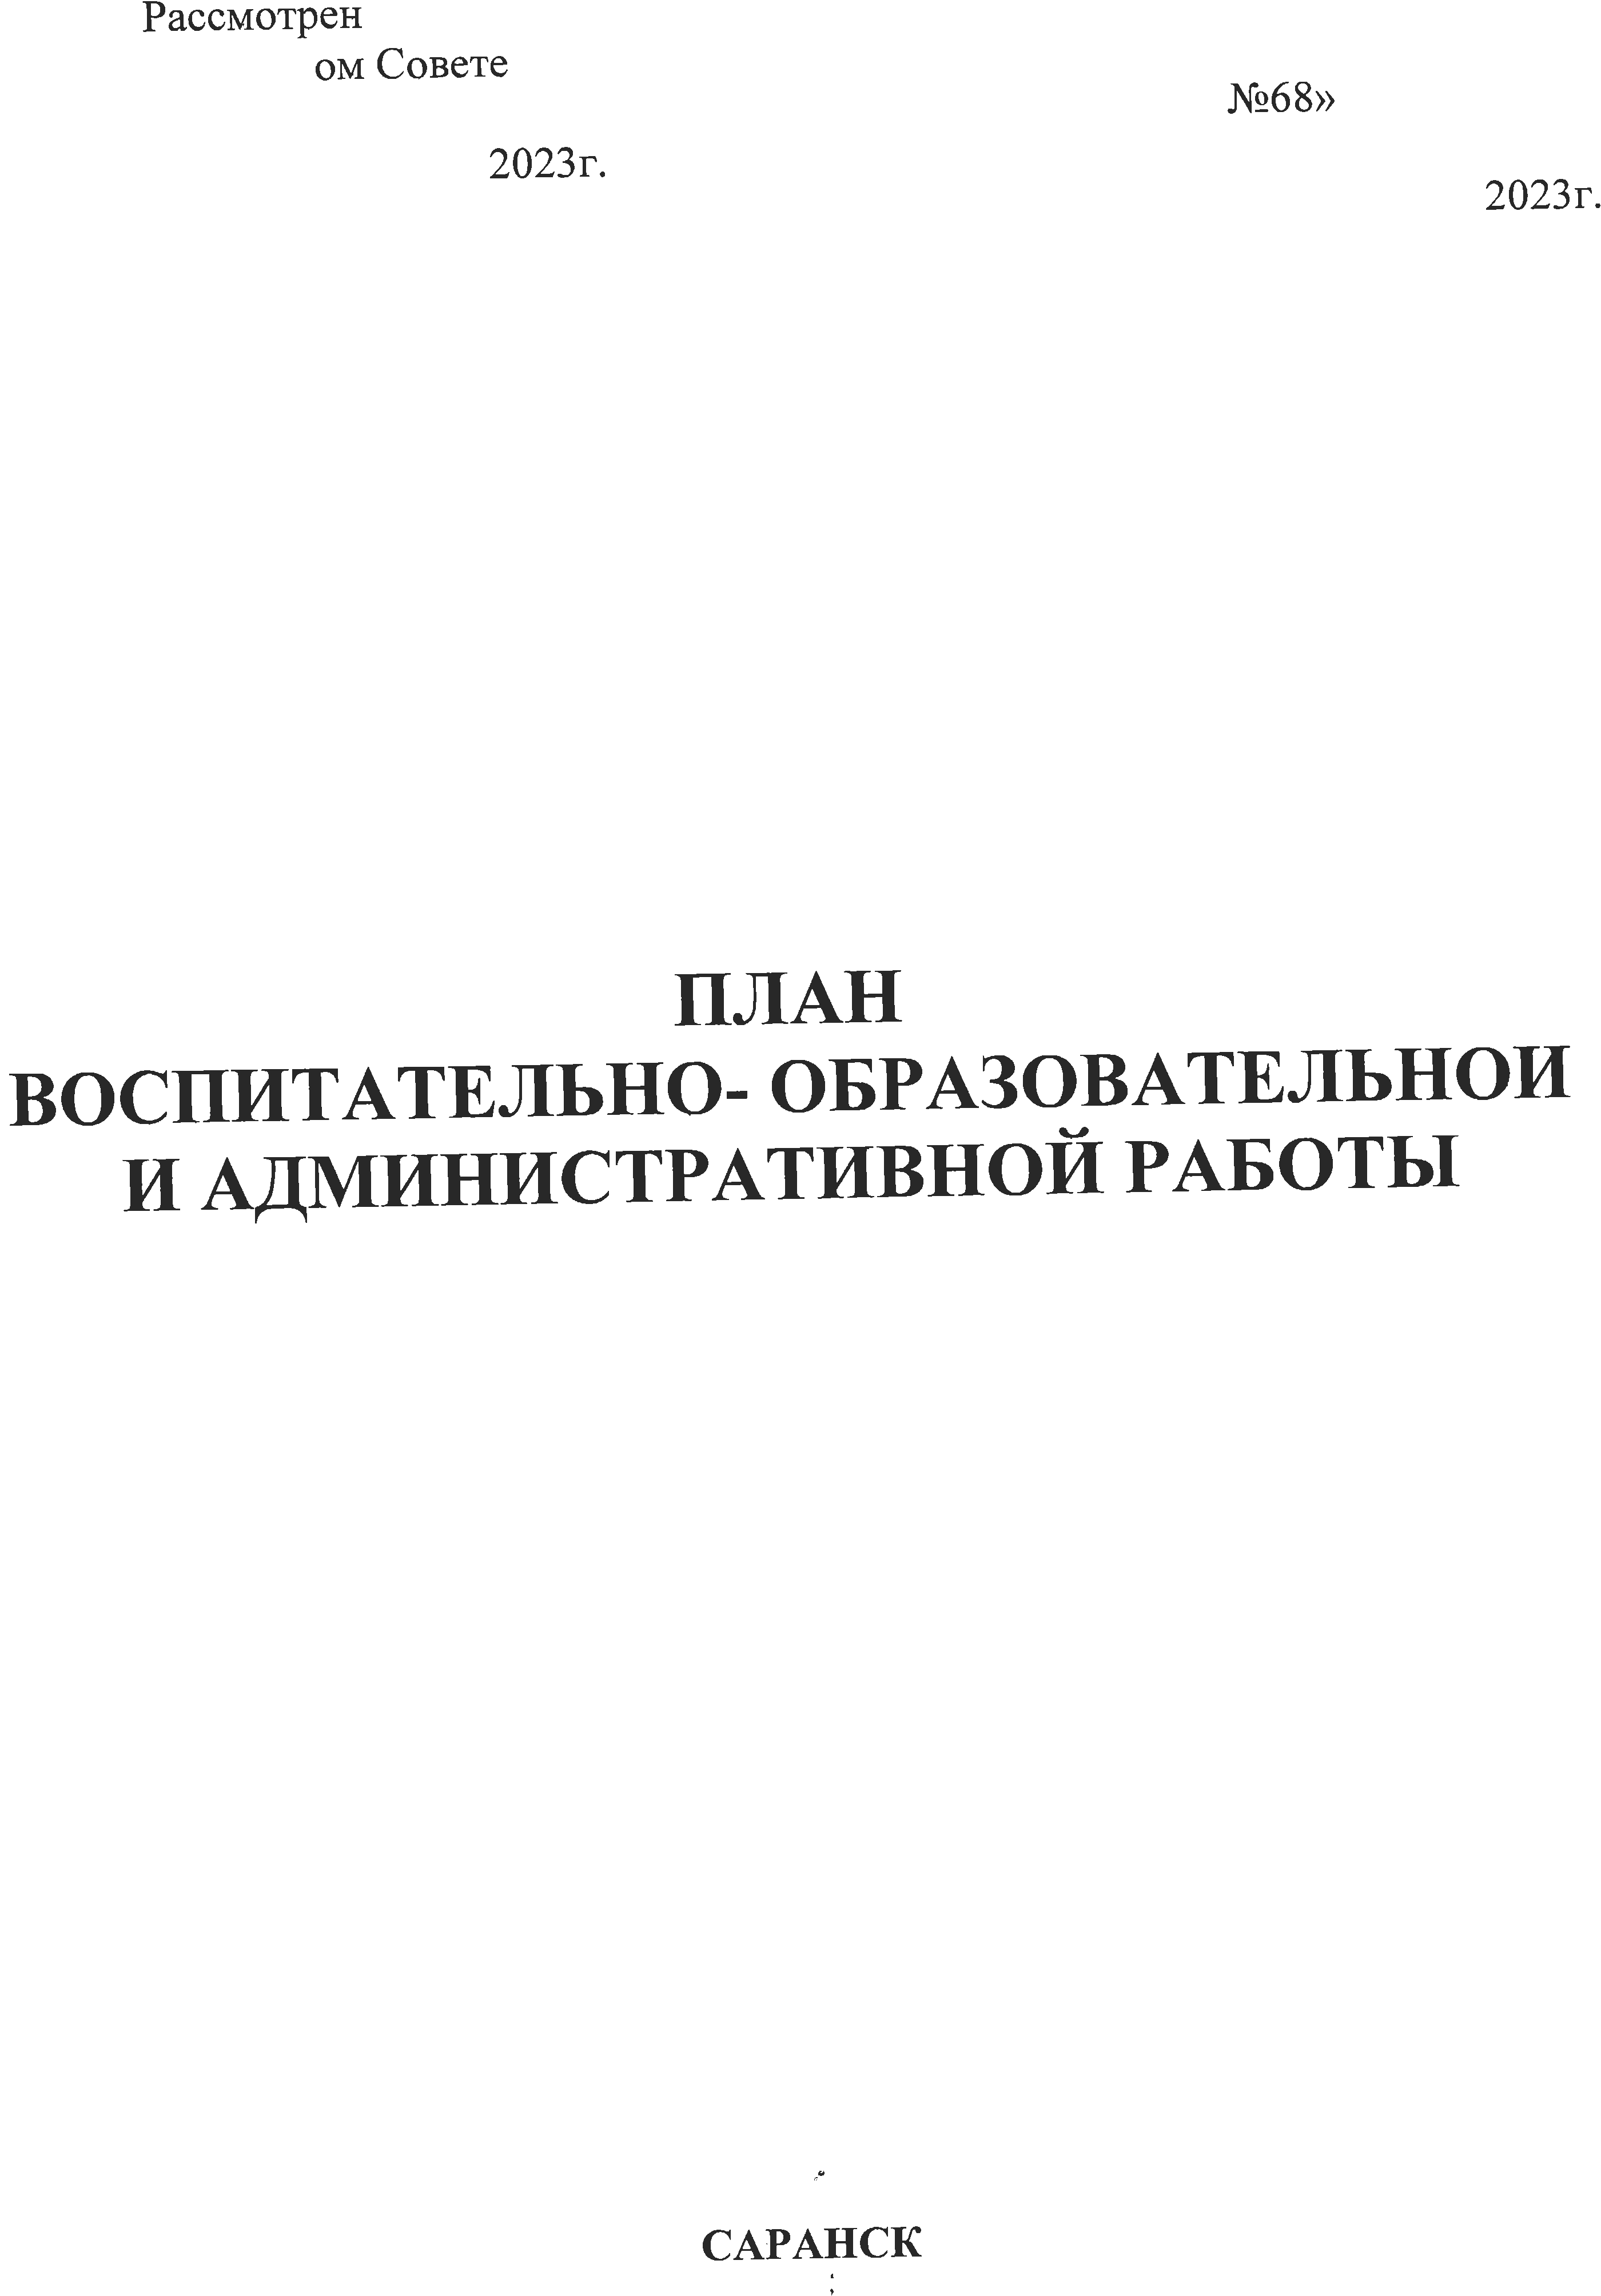 Рассмотрен
ом Совете
№68»
2023г.
2023г.
ПЛАН
ВОСПИТАТЕЛЬНО- ОБРАЗОВАТЕЛЬНОИ
И АДМИНИСТРАТИВНОЙ РАБОТЫ
САРАНСК